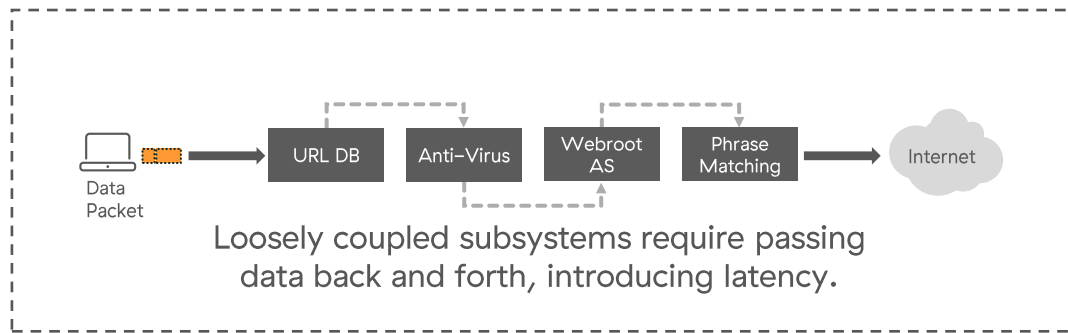 URL DB
Anti-Virus
Webroot
AS
Phrase
Matching
Internet
Data
Packet
Loosely coupled subsystems require passing
data back and forth, introducing latency.